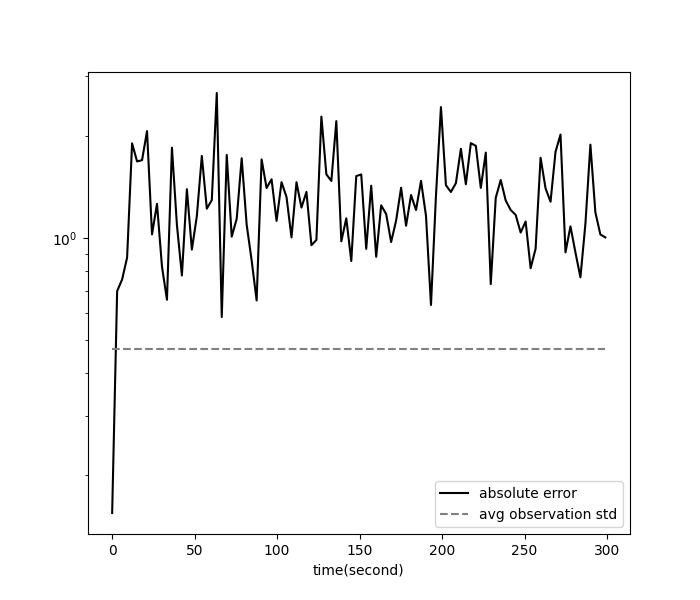 10⁰
0 50 100 150 200 250 300
time(second)
absolute error
avg observation std